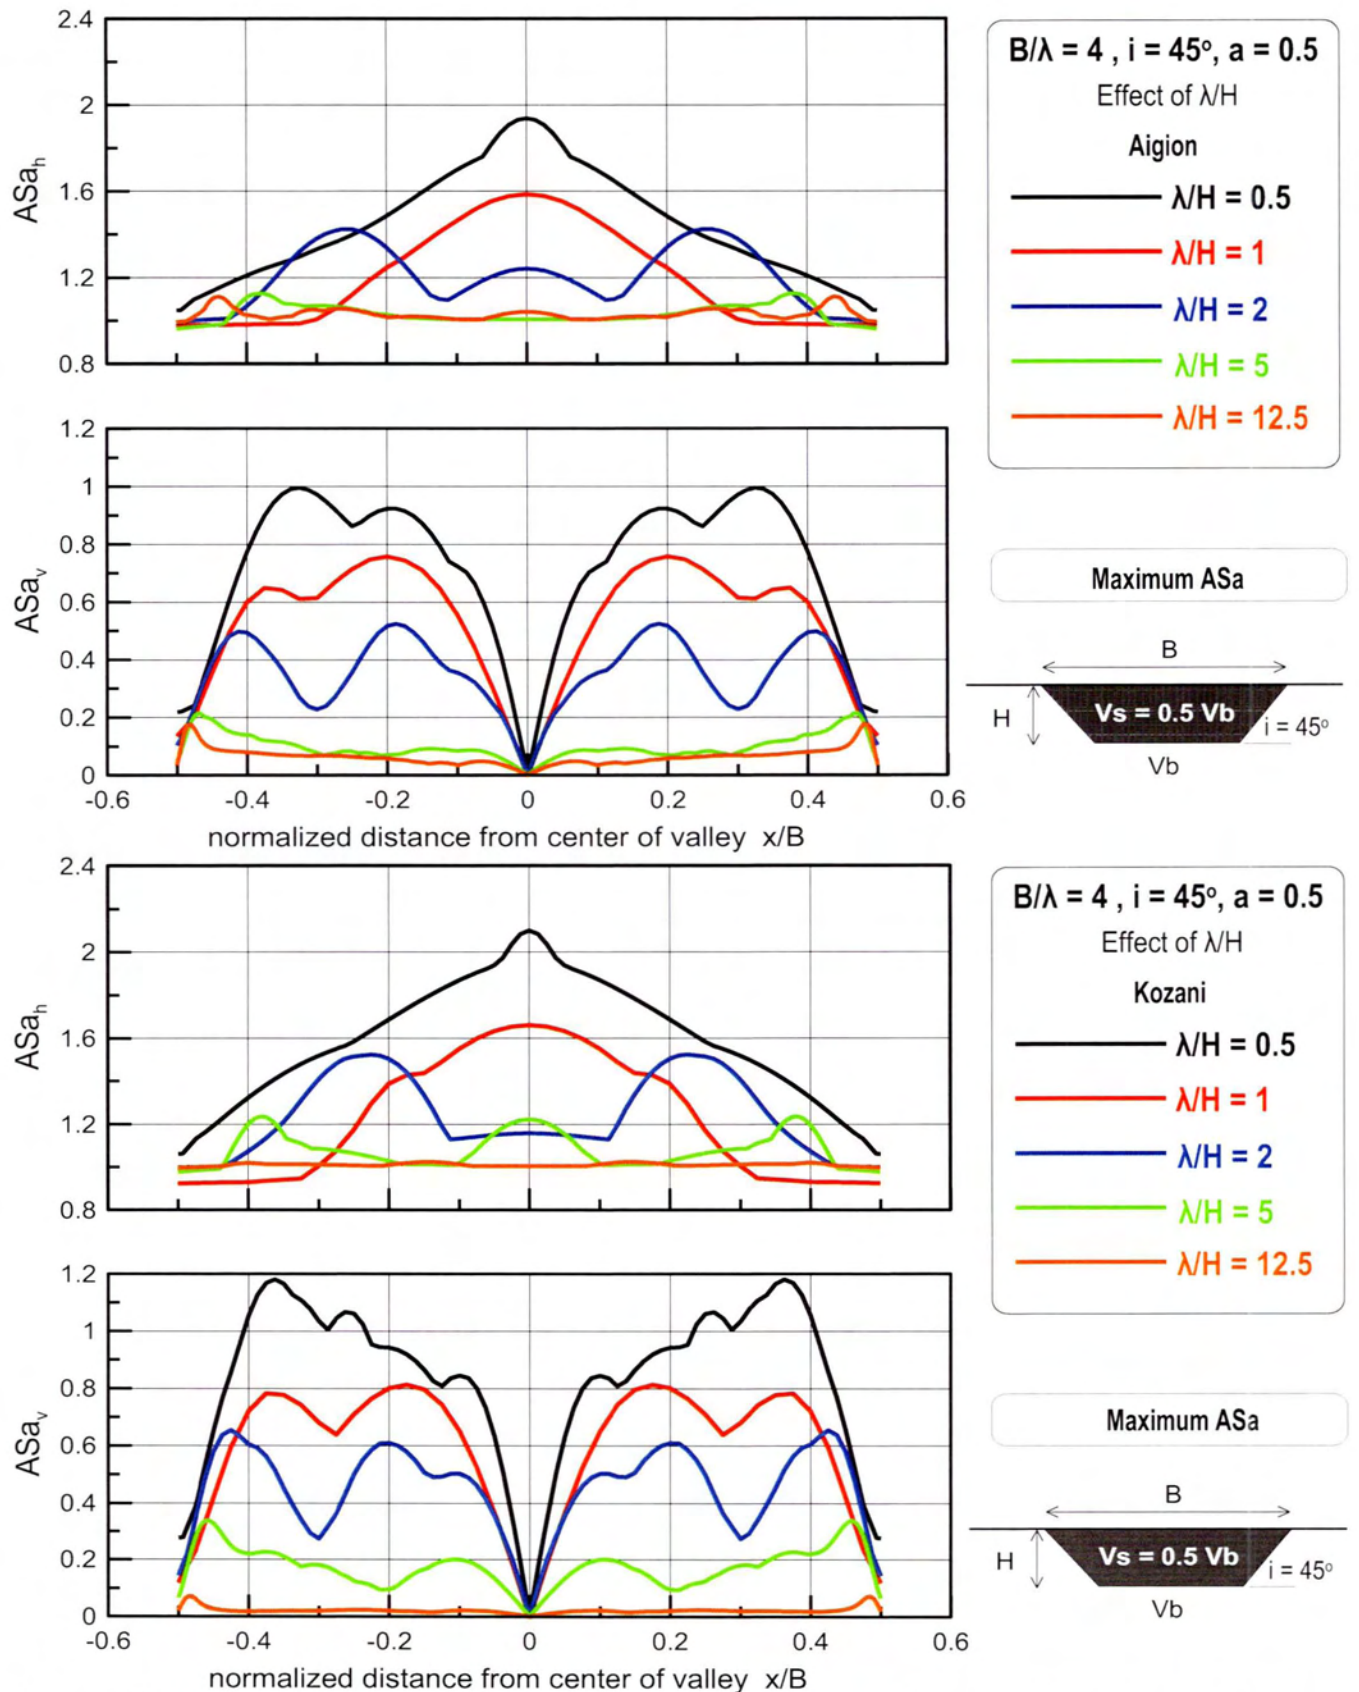 2.4
2
1.6
1.2
0.8
ASa_h
B/λ = 4 , i = 45°, a = 0.5
Effect of λ/H
Aigion
λ/H = 0.5
λ/H = 1
λ/H = 2
λ/H = 5
λ/H = 12.5
1.2
1
0.8
0.6
0.4
0.2
0
ASa_v
-0.6 -0.4 -0.2 0 0.2 0.4 0.6
normalized distance from center of valley x/B
Maximum ASa
B
H
Vs = 0.5 Vb
i = 45°
Vb
2.4
2
1.6
1.2
0.8
ASa_h
B/λ = 4 , i = 45°, a = 0.5
Effect of λ/H
Kozani
λ/H = 0.5
λ/H = 1
λ/H = 2
λ/H = 5
λ/H = 12.5
1.2
1
0.8
0.6
0.4
0.2
0
ASa_v
-0.6 -0.4 -0.2 0 0.2 0.4 0.6
normalized distance from center of valley x/B
Maximum ASa
B
H
Vs = 0.5 Vb
i = 45°
Vb